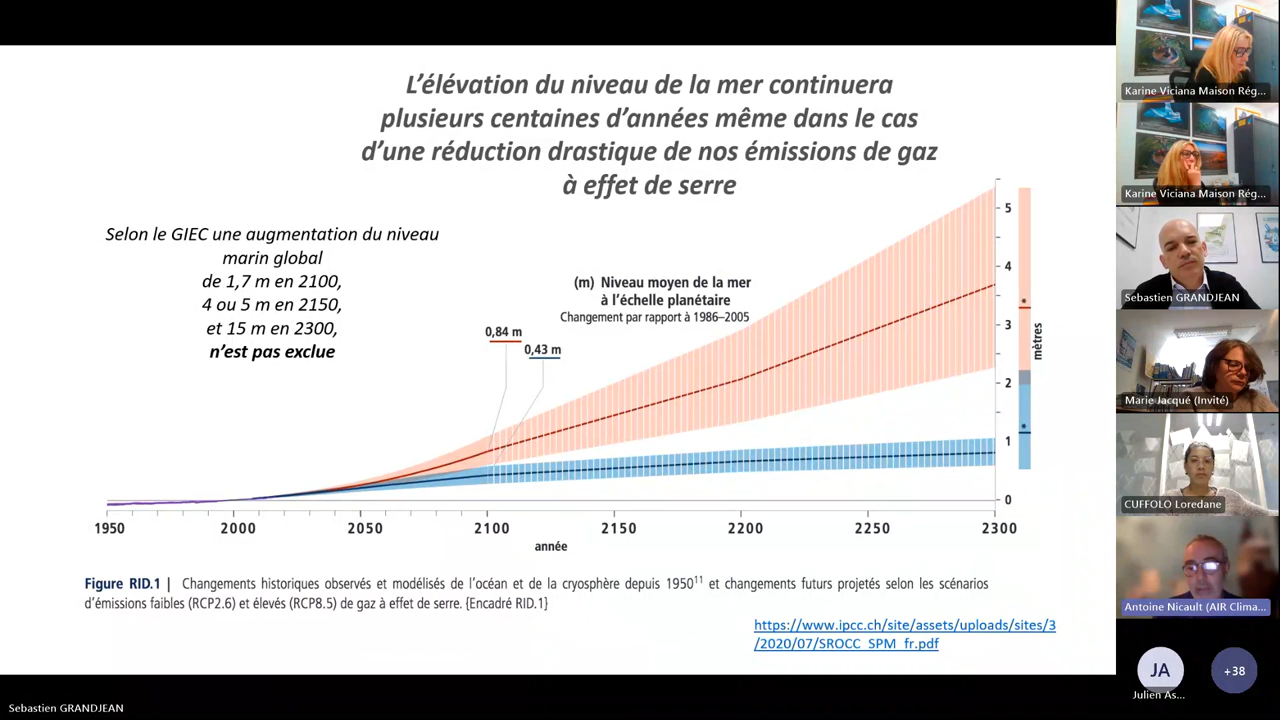 L’élévation du niveau de la mer continuera
plusieurs centaines d’années même dans le cas
d’une réduction drastique de nos émissions de gaz
à effet de serre
Selon le GIEC une augmentation du niveau
marin global
de 1,7 m en 2100,
4 ou 5 m en 2150,
et 15 m en 2300,
n’est pas exclue
(m) Niveau moyen de la mer
à l’échelle planétaire
Changement par rapport à 1986–2005
0,84 m
0,43 m
5
4
3
2
1
0
mètres
*
*
1950 2000 2050 2100 2150 2200 2250 2300
année
Figure RID.1 | Changements historiques observés et modélisés de l’océan et de la cryosphère depuis 1950¹¹ et changements futurs projetés selon les scénarios
d’émissions faibles (RCP2.6) et élevés (RCP8.5) de gaz à effet de serre. {Encadré RID.1}
https://www.ipcc.ch/site/assets/uploads/sites/3
/2020/07/SROCC_SPM_fr.pdf
Karine Viciana Maison Rég...
Karine Viciana Maison Rég...
Sebastien GRANDJEAN
Marie Jacqué (Invité)
CUFFOLO Loredane
Antoine Nicault (AIR Clima...
JA
+38
Julien As...
Sebastien GRANDJEAN